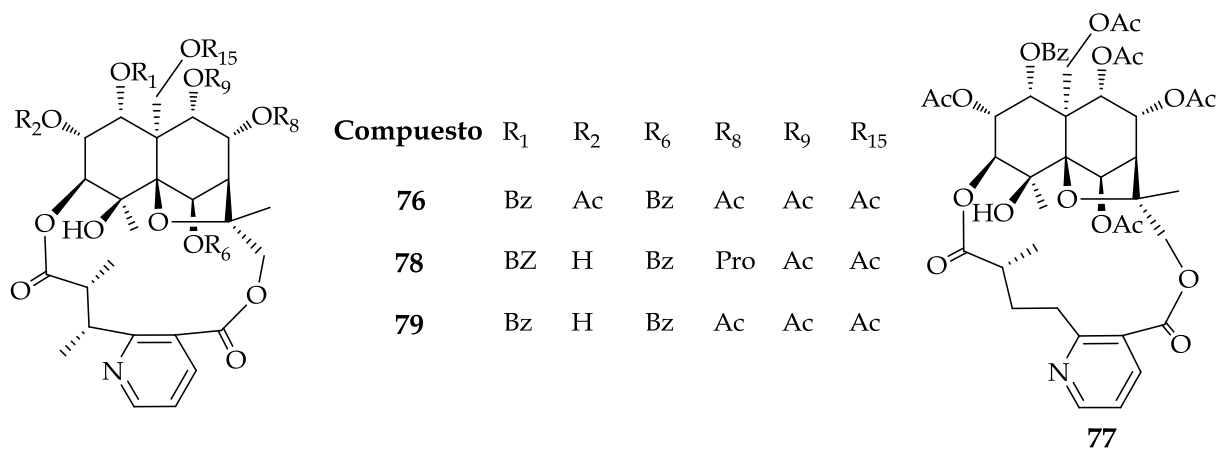 OR15
OR1
OR9
R2O
OR8
O
HO
O
OR6
O
O
O
N
O
Compuesto R1 R2 R6 R8 R9 R15
76 Bz Ac Bz Ac Ac Ac
78 BZ H Bz Pro Ac Ac
79 Bz H Bz Ac Ac Ac
OAc
OBz
OAc
AcO
OAc
O
HO
O
OAc
O
O
O
N
77